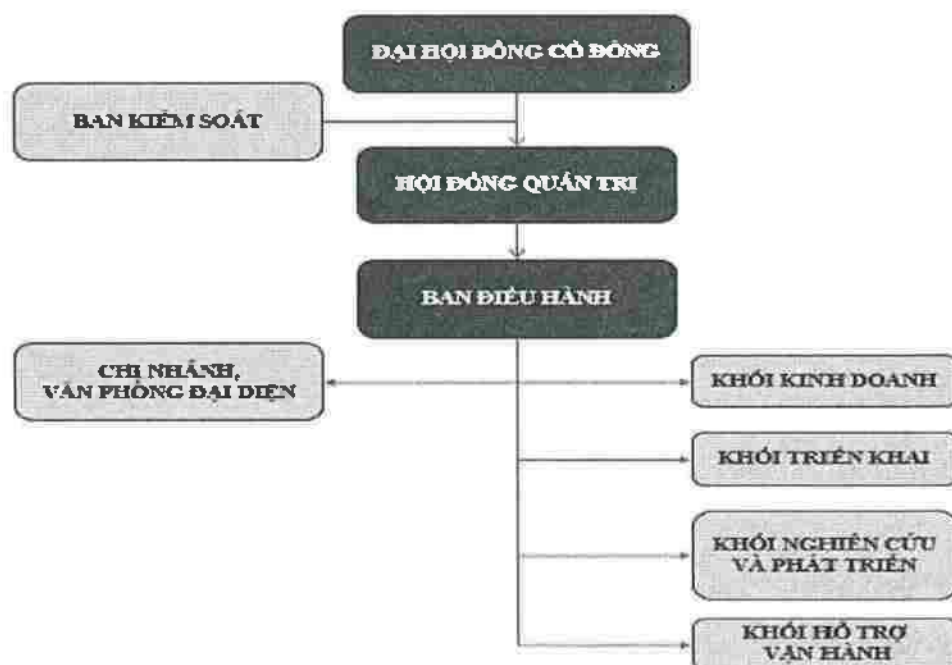 ĐẠI HỘI ĐỒNG CỔ ĐÔNG
BAN KIỂM SOÁT
HỘI ĐỒNG QUẢN TRỊ
BAN ĐIỀU HÀNH
CHI NHÁNH,
VĂN PHÒNG ĐẠI DIỆN
KHỐI KINH DOANH
KHỐI TRIỂN KHAI
KHỐI NGHIÊN CỨU
VÀ PHÁT TRIỂN
KHỐI HỖ TRỢ
VẬN HÀNH